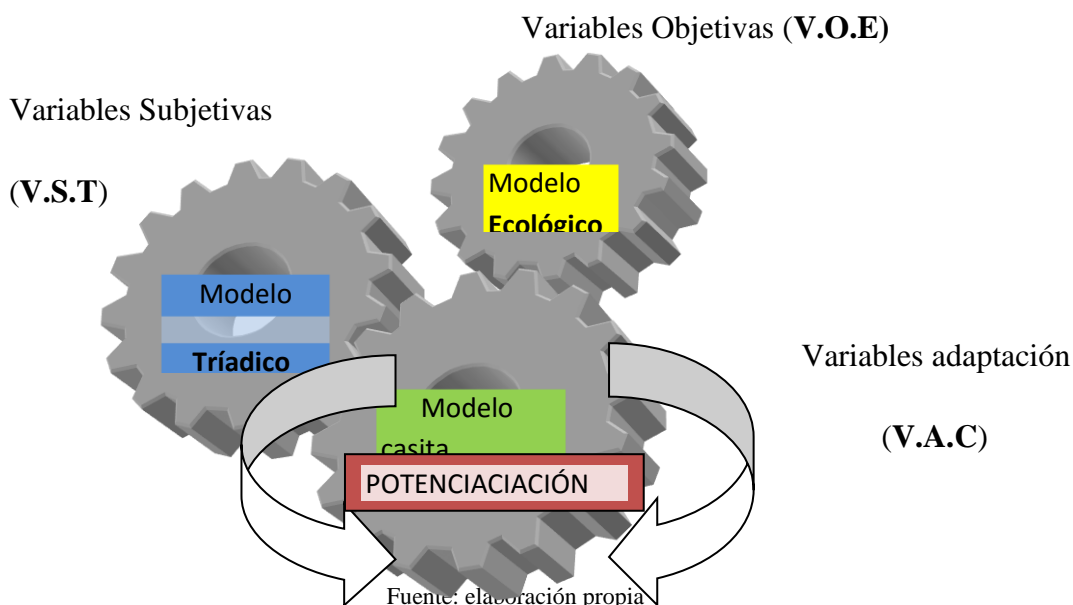 Variables Objetivas (V.O.E)
Variables Subjetivas
(V.S.T)
Modelo
Ecológico
Modelo
Tríadico
Variables adaptación
(V.A.C)
Modelo
casita
POTENCIACIACIÓN
Fuente: elaboración propia